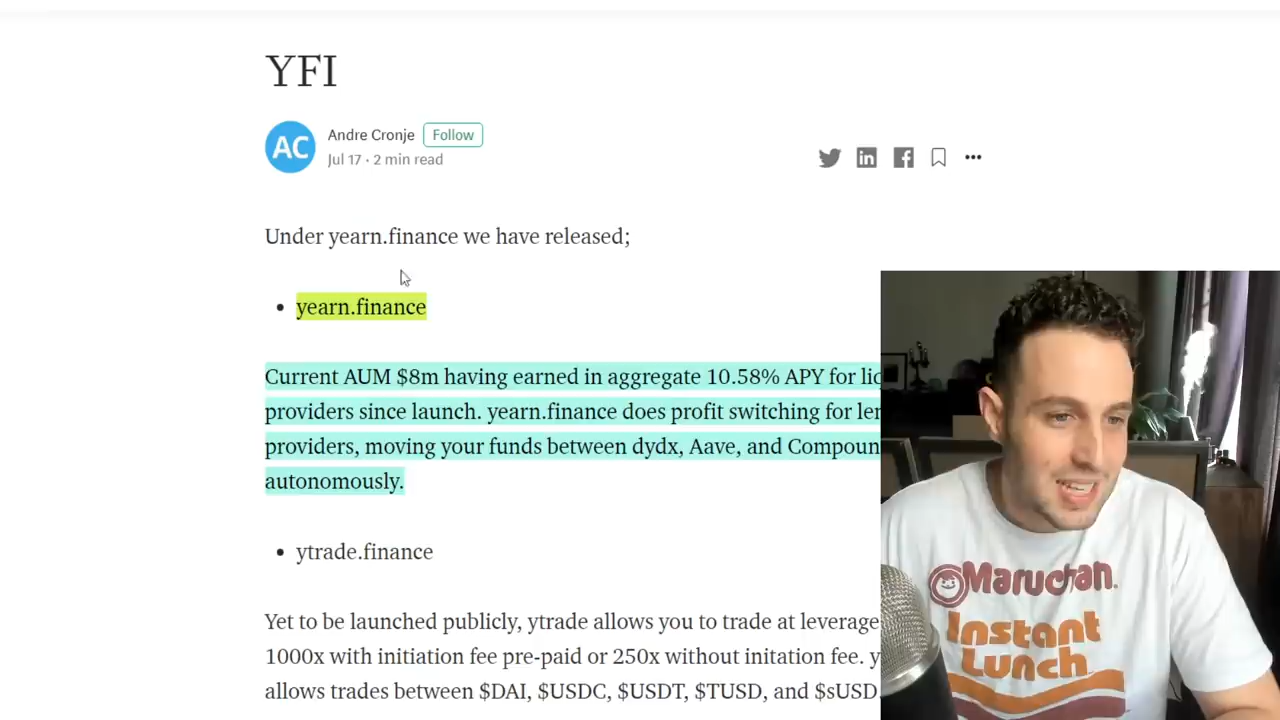 YFI
AC
Andre Cronje Follow
Jul 17 · 2 min read
Under yearn.finance we have released;
• yearn.finance
Current AUM $8m having earned in aggregate 10.58% APY for
providers since launch. yearn.finance does profit switching for
providers, moving your funds between dydx, Aave, and
autonomously.
• ytrade.finance
Yet to be launched publicly, ytrade allows you to trade at leverage
1000x with initiation fee pre-paid or 250x without initation fee.
allows trades between $DAI, $USDC, $USDT, $TUSD, and $sUSD.
Maruchan
Instant
Lunch